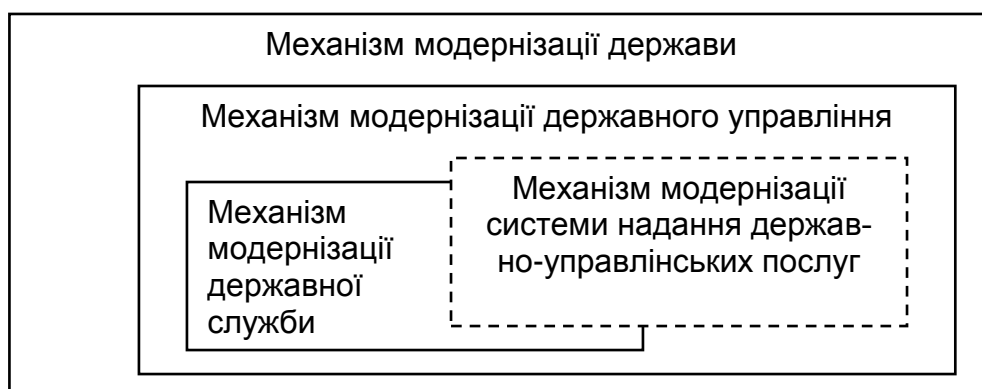 Механізм модернізації держави
Механізм модернізації державного управління
Механізм
модернізації
державної
служби
Механізм модернізації
системи надання держав-
но-управлінських послуг